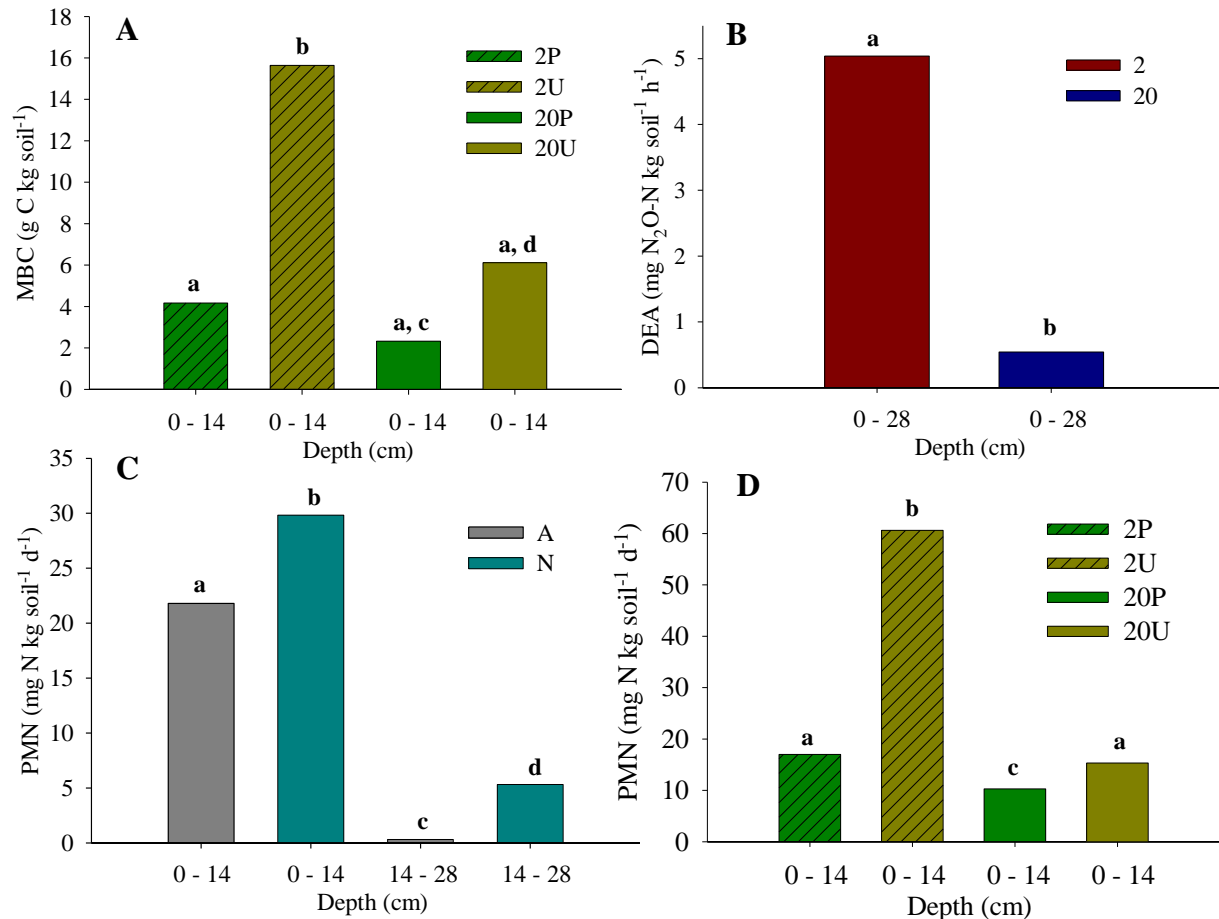 A
MBC (g C kg soil⁻¹)
18
16
14
12
10
8
6
4
2
0
a
b
a, c
a, d
2P
2U
20P
20U
0 - 14 0 - 14 0 - 14 0 - 14
Depth (cm)
B
DEA (mg N₂O-N kg soil⁻¹ h⁻¹)
5
4
3
2
1
0
a
b
2
20
0 - 28 0 - 28
Depth (cm)
C
PMN (mg N kg soil⁻¹ d⁻¹)
35
30
25
20
15
10
5
0
a
b
c
d
A
N
0 - 14 0 - 14 14 - 28 14 - 28
Depth (cm)
D
PMN (mg N kg soil⁻¹ d⁻¹)
70
60
50
40
30
20
10
0
a
b
c
a
2P
2U
20P
20U
0 - 14 0 - 14 0 - 14 0 - 14
Depth (cm)